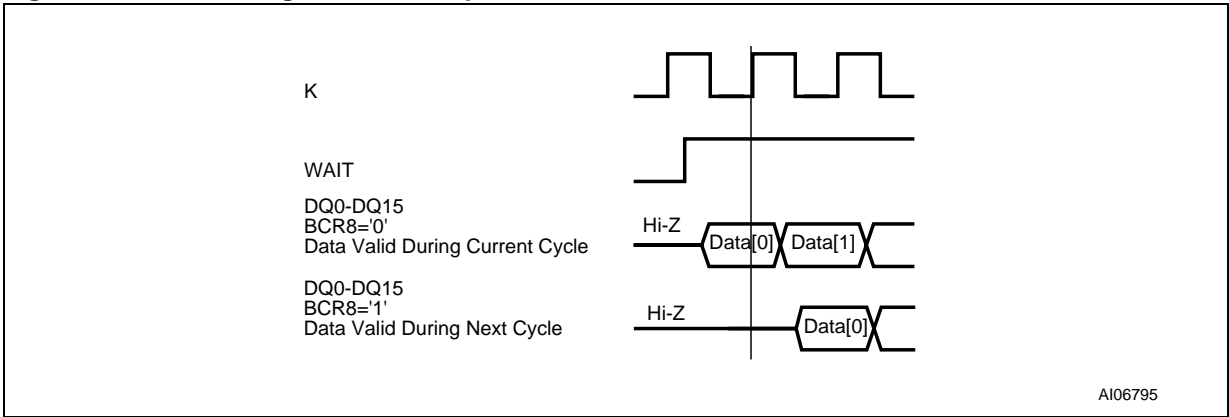 K
WAIT
DQ0-DQ15
BCR8='0'
Data Valid During Current Cycle
Hi-Z
Data[0]
Data[1]
DQ0-DQ15
BCR8='1'
Data Valid During Next Cycle
Hi-Z
Data[0]
AI06795